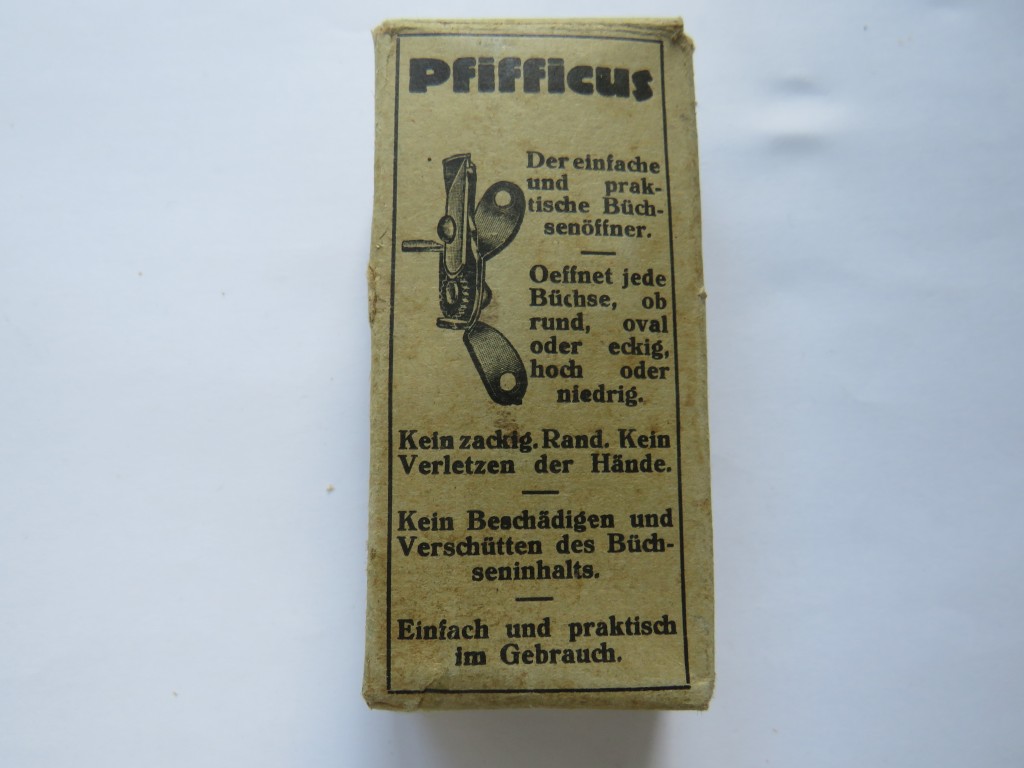 Pfifficus
Der einfache
und prak-
tische Büch-
senöffner.
Oeffnet jede
Büchse, ob
rund, oval
oder eckig,
hoch oder
niedrig.
Kein zackig. Rand. Kein
Verletzen der Hände.
Kein Beschädigen und
Verschütten des Büch-
seninhalts.
Einfach und praktisch
im Gebrauch.